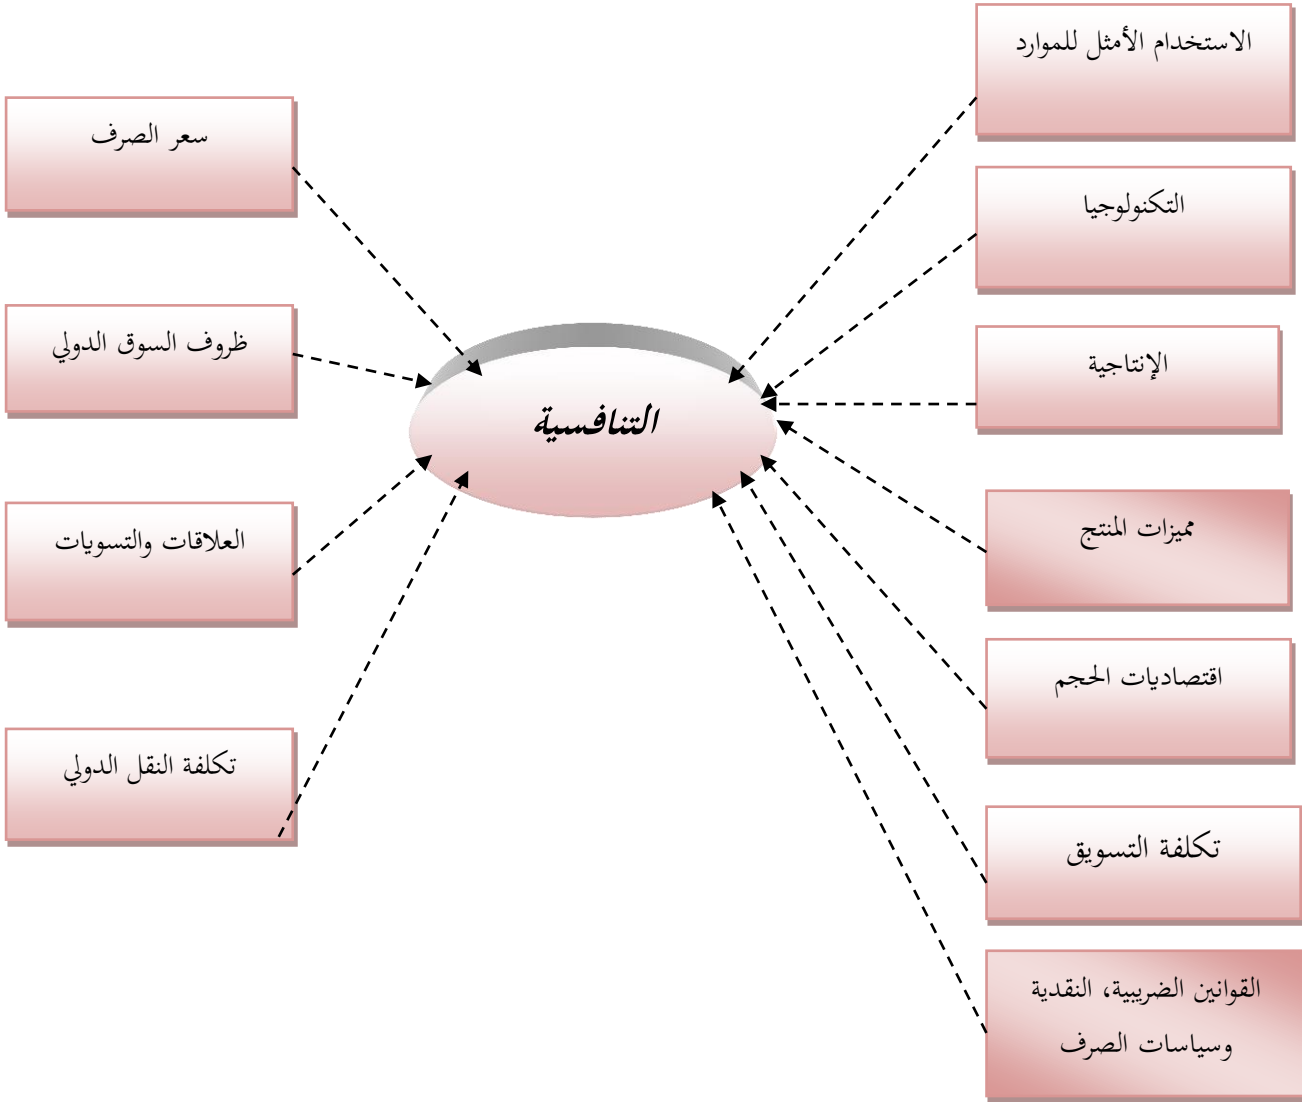 الاستخدام الأمثل للموارد
التكنولوجيا
الإنتاجية
مميزات المنتج
اقتصاديات الحجم
تكلفة التسويق
القوانين الضريبية، النقدية
وسياسات الصرف
التنافسية
سعر الصرف
ظروف السوق الدولي
العلاقات والتسويات
تكلفة النقل الدولي